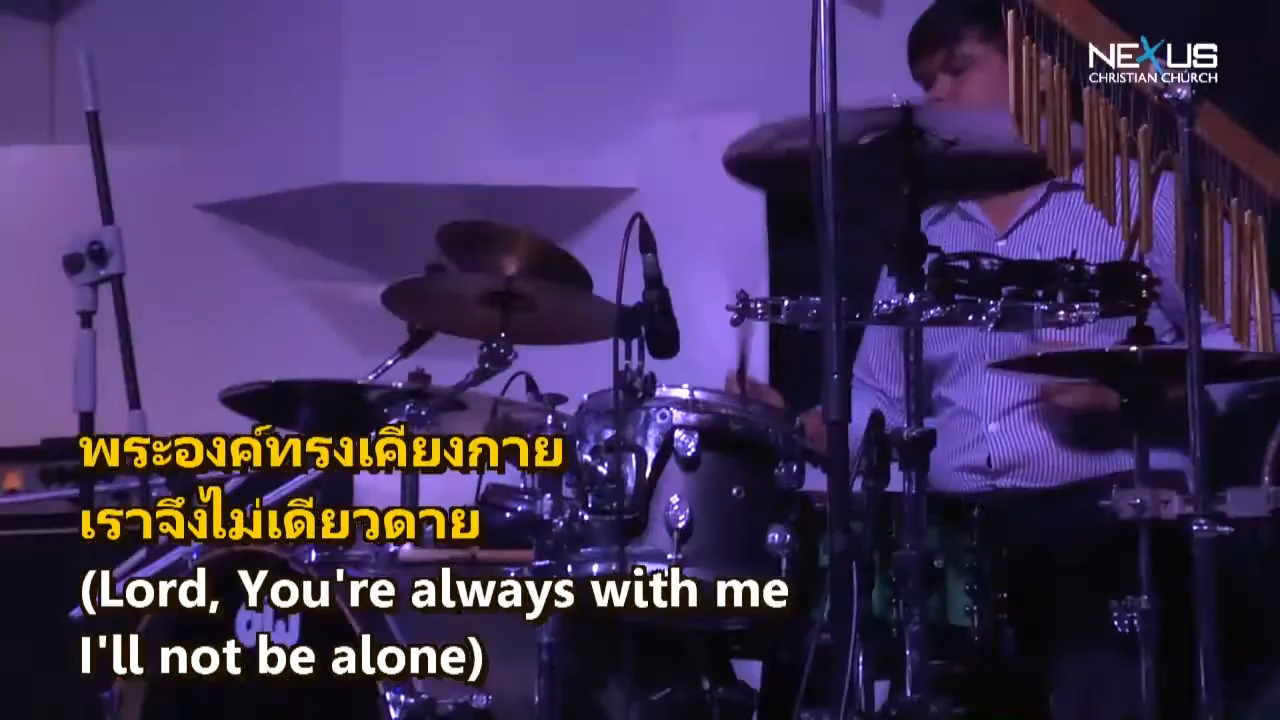 NEXUS
CHRISTIAN CHURCH
พระองค์ทรงเคียงกาย
เราจึงไม่เดียวดาย
(Lord, You're always with me
I'll not be alone)
dw